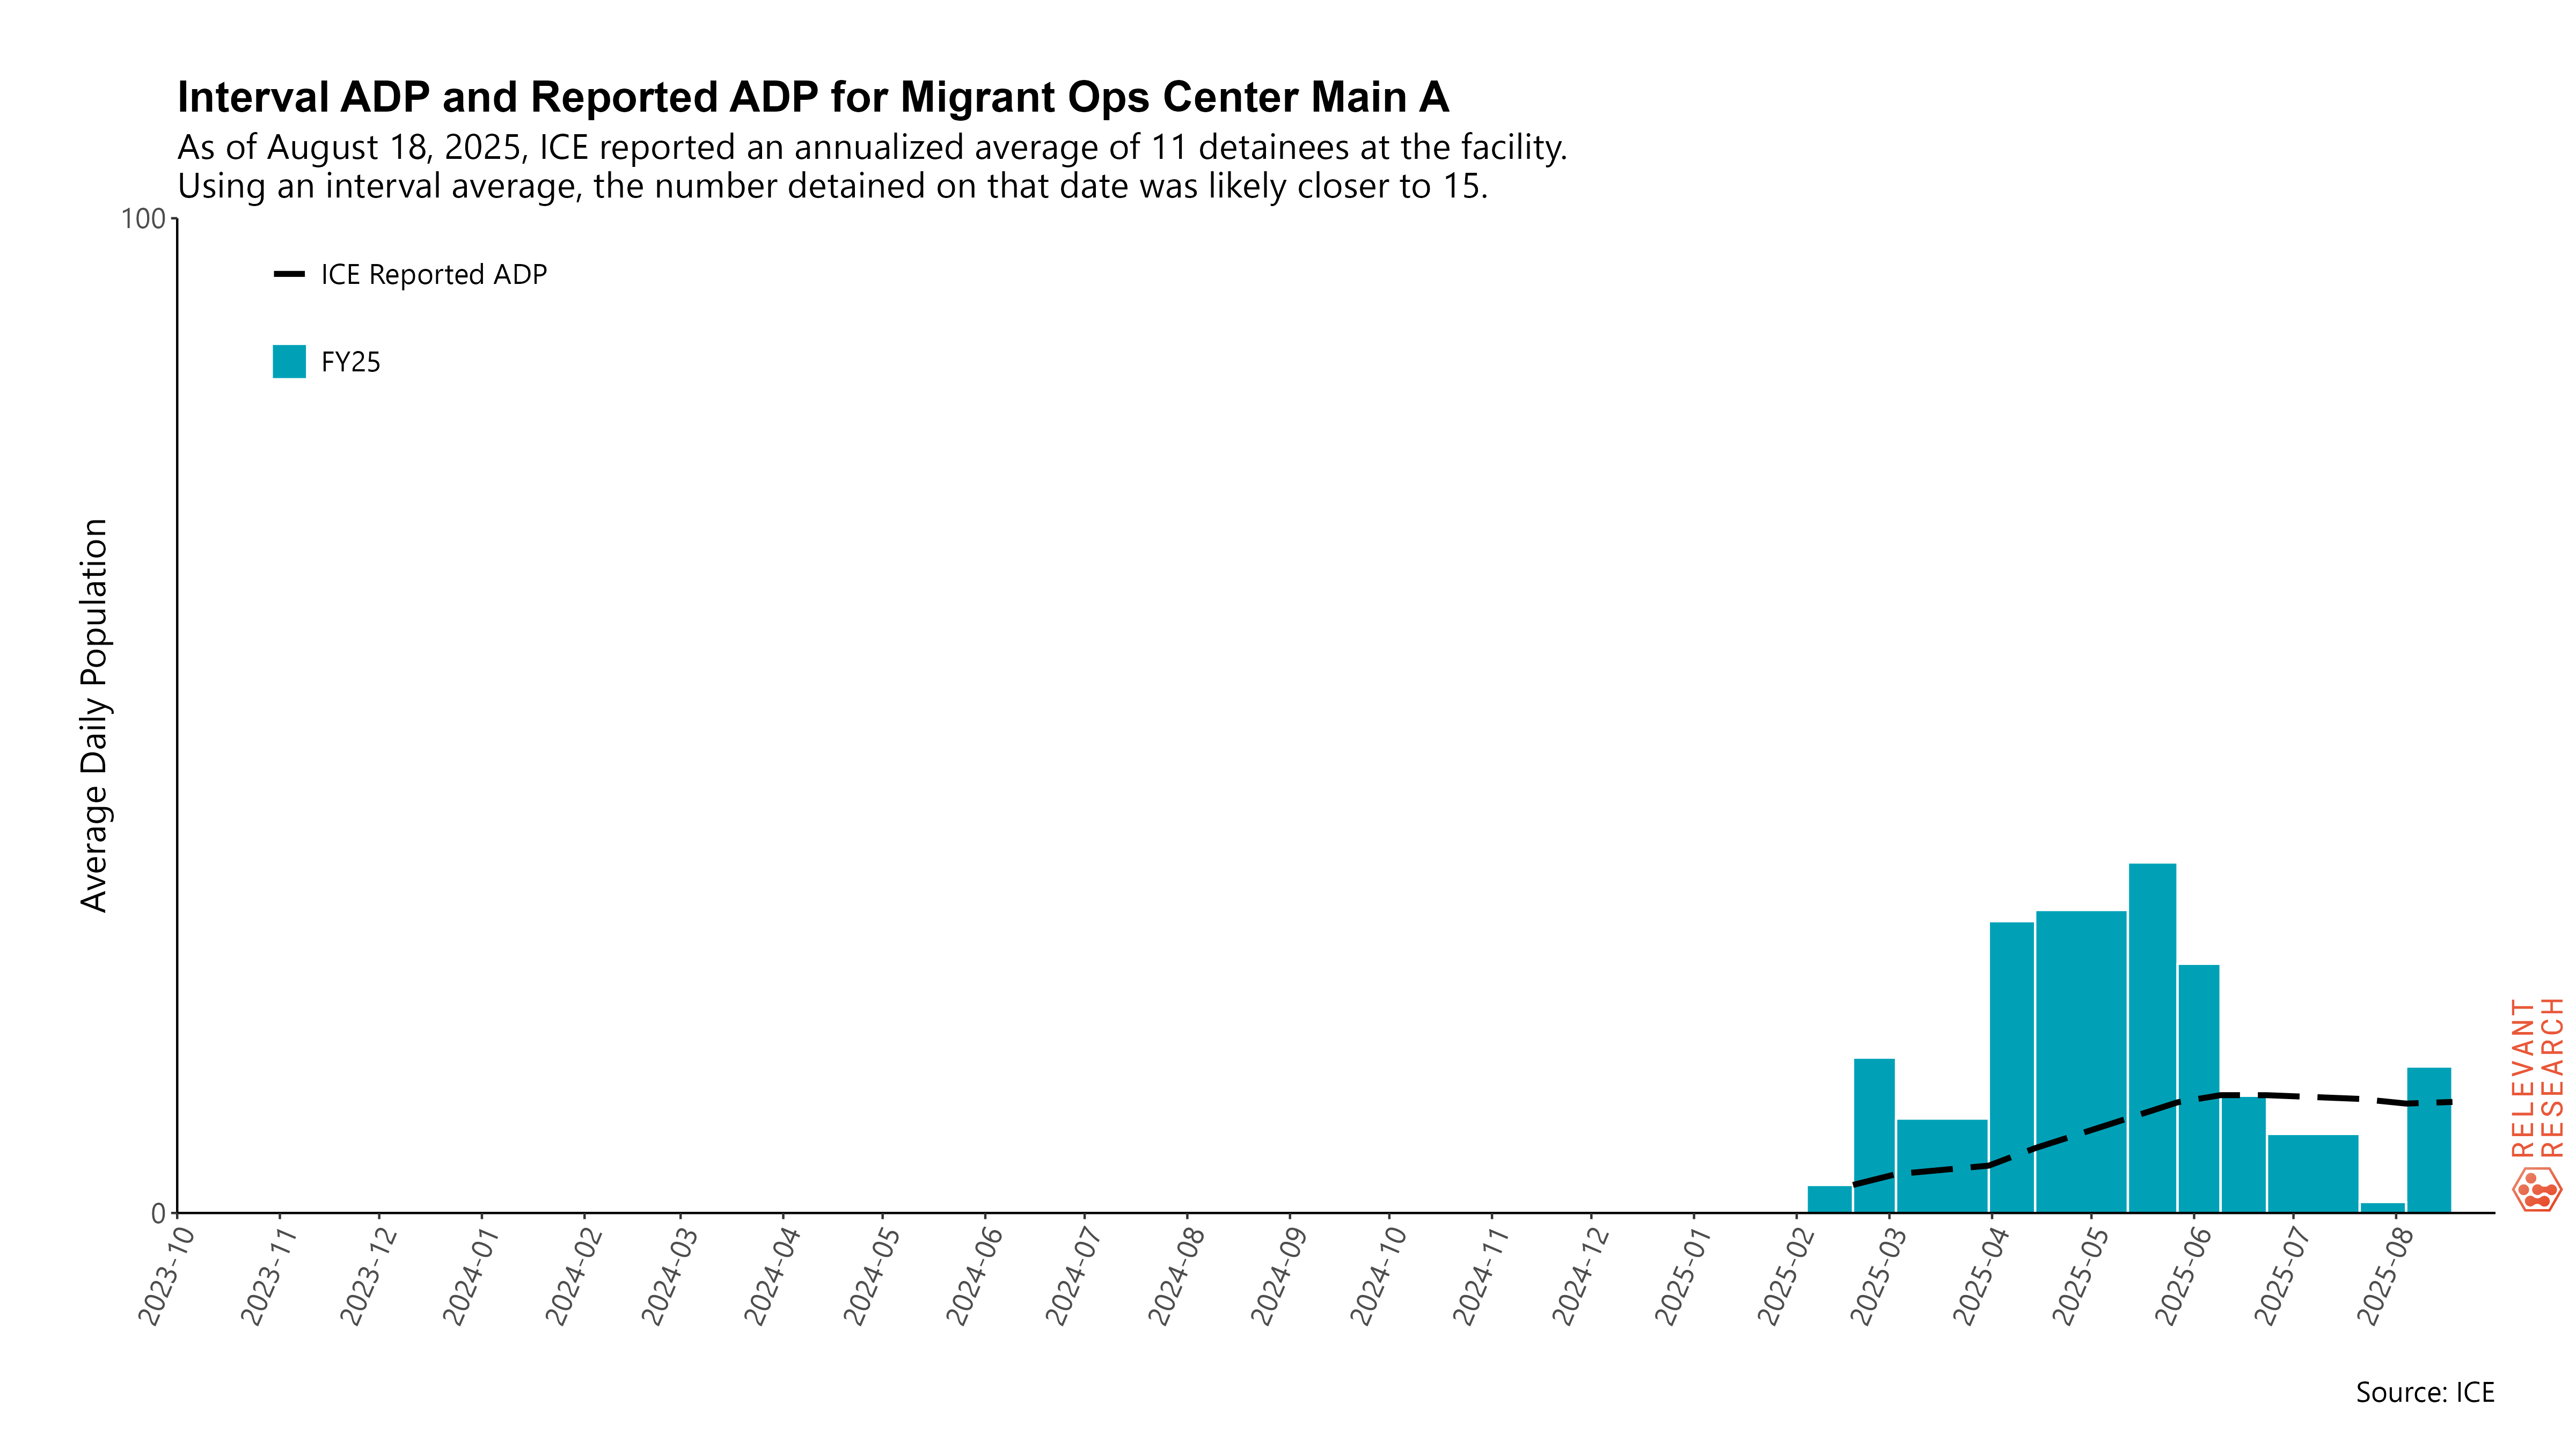 Interval ADP and Reported ADP for Migrant Ops Center Main A
As of August 18, 2025, ICE reported an annualized average of 11 detainees at the facility.
Using an interval average, the number detained on that date was likely closer to 15.
100
ICE Reported ADP
FY25
Average Daily Population
0
2023-10
2023-11
2023-12
2024-01
2024-02
2024-03
2024-04
2024-05
2024-06
2024-07
2024-08
2024-09
2024-10
2024-11
2024-12
2025-01
2025-02
2025-03
2025-04
2025-05
2025-06
2025-07
2025-08
RELEVANT
RESEARCH
Source: ICE